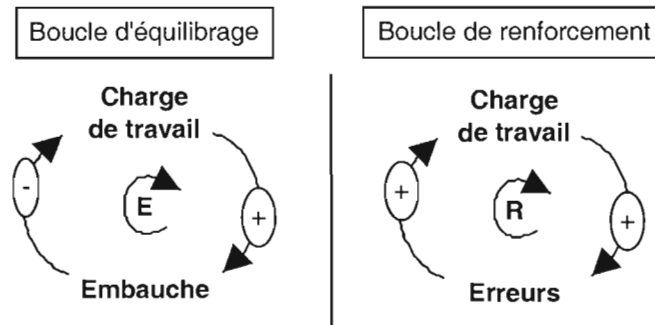 Boucle d'équilibrage
Charge
de travail
-
E
+
Embauche
Boucle de renforcement
Charge
de travail
+
R
+
Erreurs